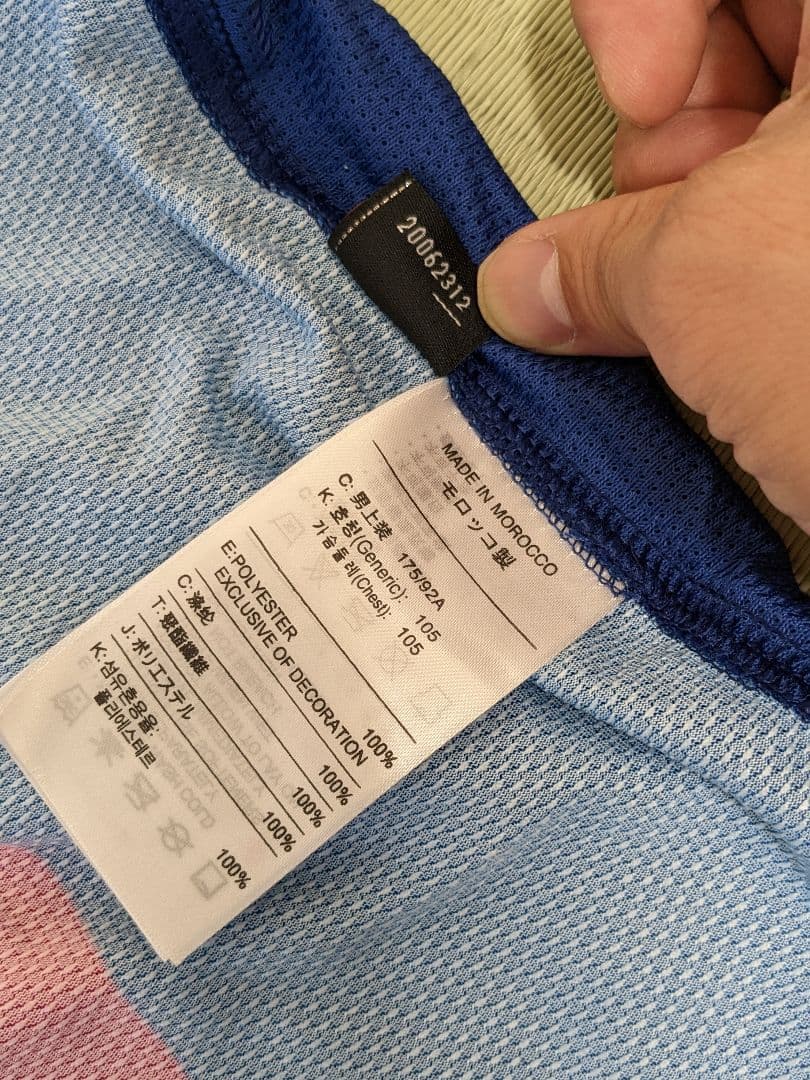 20062312
MADE IN MOROCCO
モロッコ製
C: 男上装 175/92A
K: 호칭(Generic): 105
가슴둘레(Chest): 105
E: POLYESTER 100%
EXCLUSIVE OF DECORATION
C: 涤纶 100%
T: 聚酯纖維 100%
J: ポリエステル 100%
K: 섬유혼용율:
폴리에스테르 100%